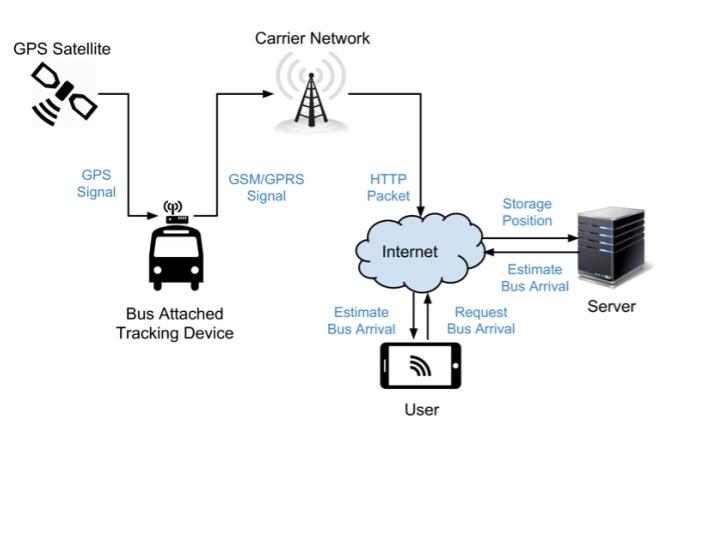 GPS Satellite
Carrier Network
GPS
Signal
GSM/GPRS
Signal
HTTP
Packet
Storage
Position
Internet
Estimate
Bus Arrival
Server
Bus Attached
Tracking Device
Estimate
Bus Arrival
Request
Bus Arrival
User